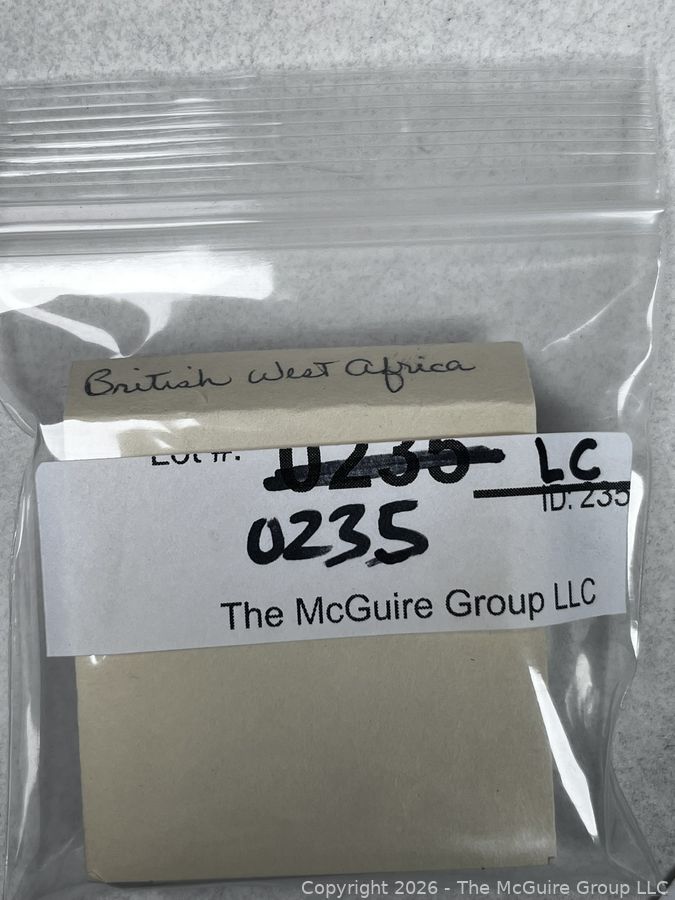 British West Africa
Lot #: 0235 LC
ID: 235
0235
The McGuire Group LLC
Copyright 2026 - The McGuire Group LLC